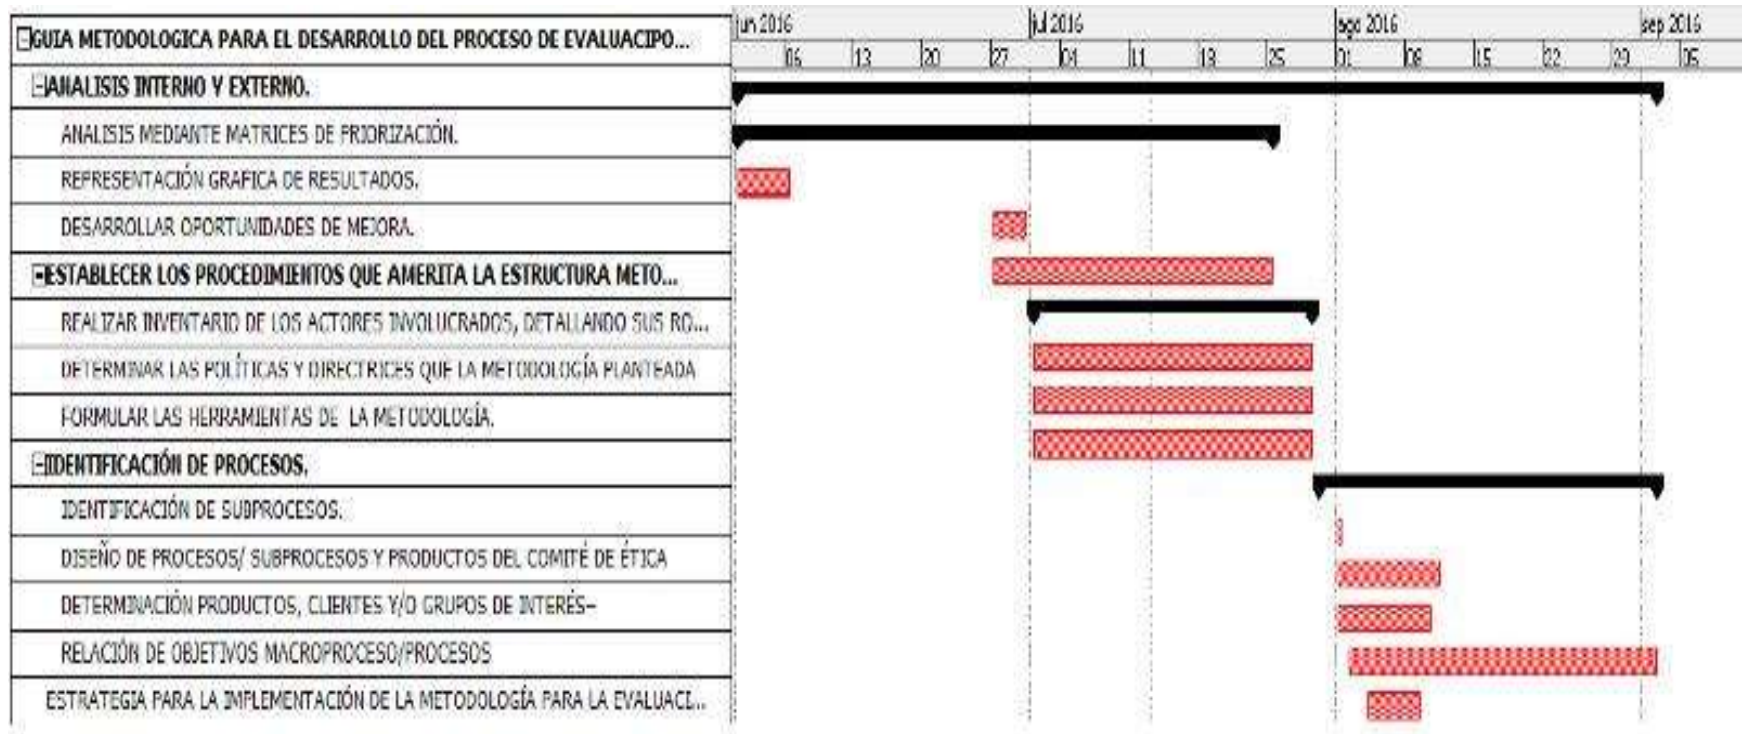 GUIA METODOLOGICA PARA EL DESARROLLO DEL PROCESO DE EVALUACIPO...
jun 2016 jul 2016 ago 2016 sep 2016
06 13 20 27 04 11 18 25 01 08 15 22 29 05
ANALISIS INTERNO Y EXTERNO.
ANALISIS MEDIANTE MATRICES DE PRIORIZACIÓN.
REPRESENTACIÓN GRAFICA DE RESULTADOS.
DESARROLLAR OPORTUNIDADES DE MEJORA.
ESTABLECER LOS PROCEDIMIENTOS QUE AMERITA LA ESTRUCTURA METO...
REALIZAR INVENTARIO DE LOS ACTORES INVOLUCRADOS, DETALLANDO SUS RO...
DETERMINAR LAS POLÍTICAS Y DIRECTRICES QUE LA METODOLOGÍA PLANTEADA
FORMULAR LAS HERRAMIENTAS DE LA METODOLOGÍA.
IDENTIFICACIÓN DE PROCESOS.
IDENTIFICACIÓN DE SUBPROCESOS.
DISEÑO DE PROCESOS/ SUBPROCESOS Y PRODUCTOS DEL COMITÉ DE ÉTICA
DETERMINACIÓN PRODUCTOS, CLIENTES Y/O GRUPOS DE INTERÉS–
RELACIÓN DE OBJETIVOS MACROPROCESO/PROCESOS
ESTRATEGIA PARA LA IMPLEMENTACIÓN DE LA METODOLOGÍA PARA LA EVALUACI...